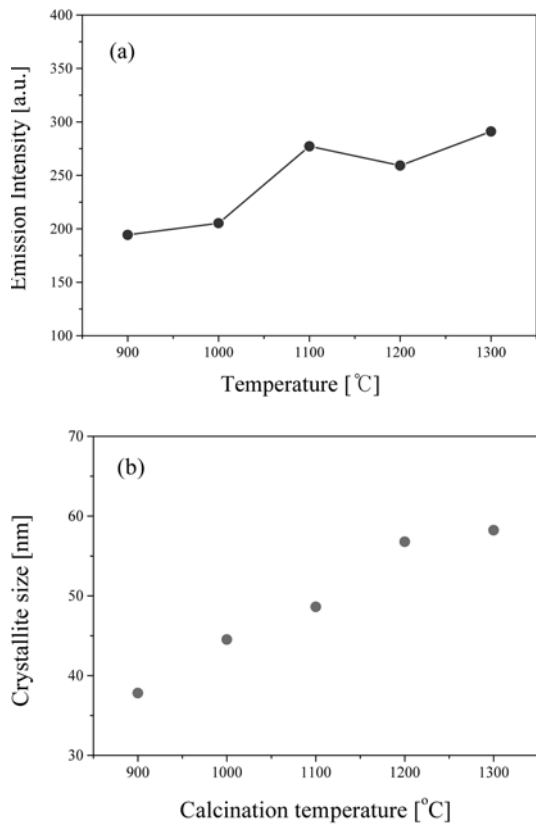 (a)
Emission Intensity [a.u.]
400
350
300
250
200
150
100
900 1000 1100 1200 1300
Temperature [℃]
(b)
Crystallite size [nm]
70
60
50
40
30
900 1000 1100 1200 1300
Calcination temperature [°C]